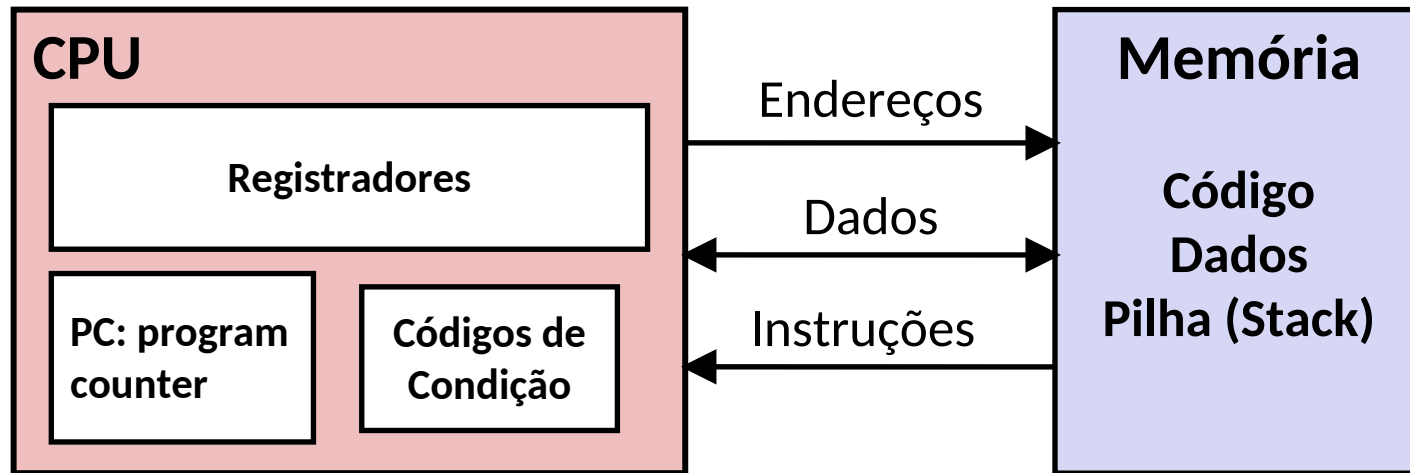 CPU
Registradores
PC: program
counter
Códigos de
Condição
Endereços
Dados
Instruções
Memória
Código
Dados
Pilha (Stack)